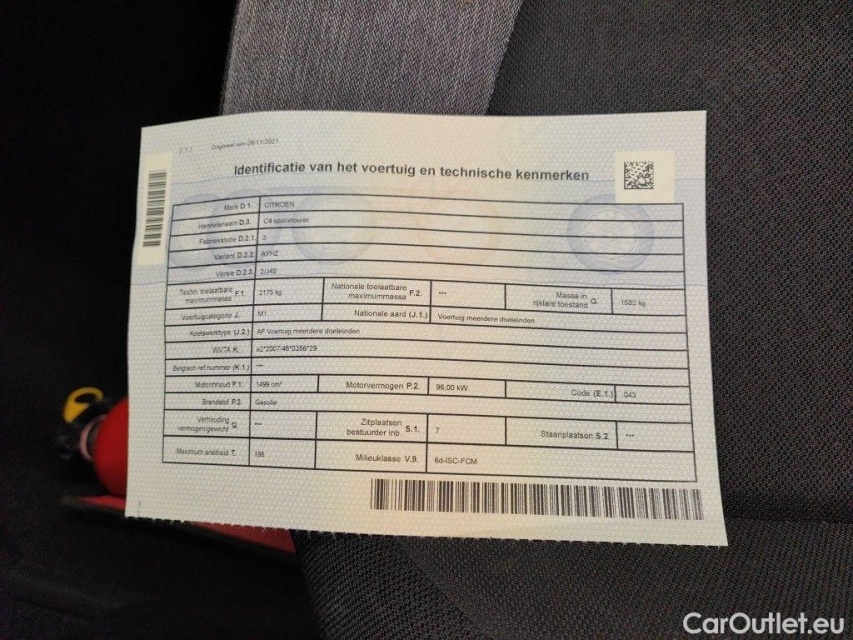 Origineel van 26/11/2021
Identificatie van het voertuig en technische kenmerken
Merk D.1. CITROEN
Handelsnaam D.3. C4 spacetourer
Fabriekstype D.2.1. 3
Variant D.2.2. AYHZ
Versie D.2.3. 2/J4S
Techn. toelaatbare maximummassa F.1. 2175 kg Nationale toelaatbare maximummassa F.2. --- Massa in rijklare toestand G. 1502 kg
Voertuigcategorie J. M1 Nationale aard (J.1.) Voertuig meerdere doeleinden
Koetswerktype (J.2.) AF Voertuig meerdere doeleinden
WVTA K. e2*2007/46*0356*29
Belgisch ref nummer (K.1.) ---
Motorinhoud P.1. 1499 cm³ Motorvermogen P.2. 96,00 kW Code (E.1.) 043
Brandstof P.3. Gasolie
Verhouding vermogen/gewicht Q. --- Zitplaatsen bestuurder inb. S.1. 7 Staanplaatsen S.2. ---
Maximum snelheid T. 198 Milieuklasse V.9. 6d-ISC-FCM
CarOutlet.eu